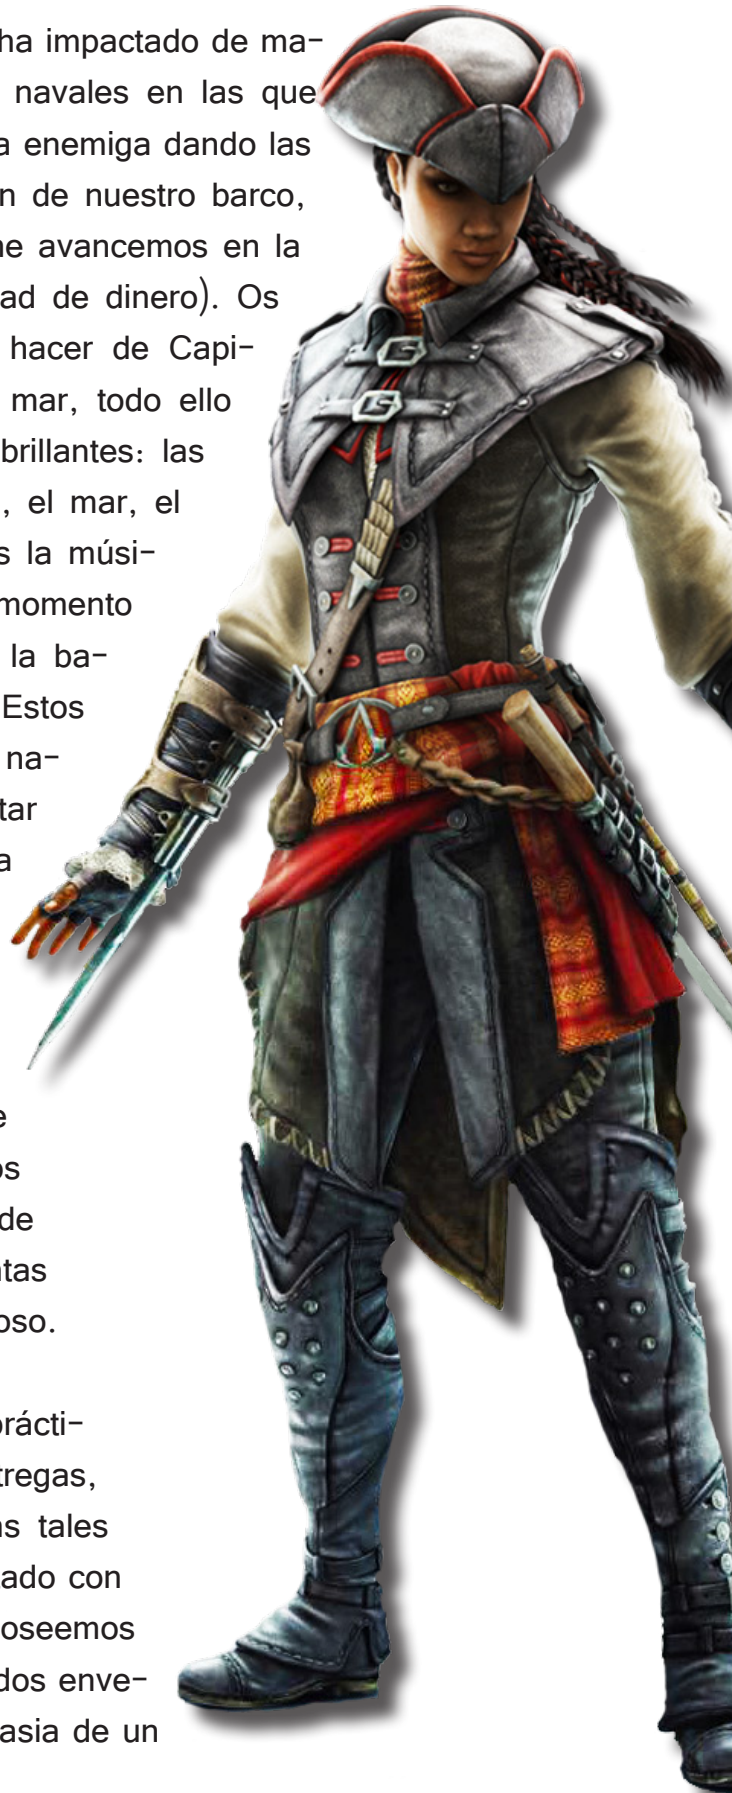 ha impactado de ma-
navales en las que
a enemiga dando las
n de nuestro barco,
ne avancemos en la
ad de dinero). Os
hacer de Capi-
mar, todo ello
brillantes: las
, el mar, el
s la músi-
momento
la ba-
Estos
na-
tar
a
e
os
de
ntas
oso.
prácti-
tregas,
as tales
ado con
oseemos
dos enve-
asia de un